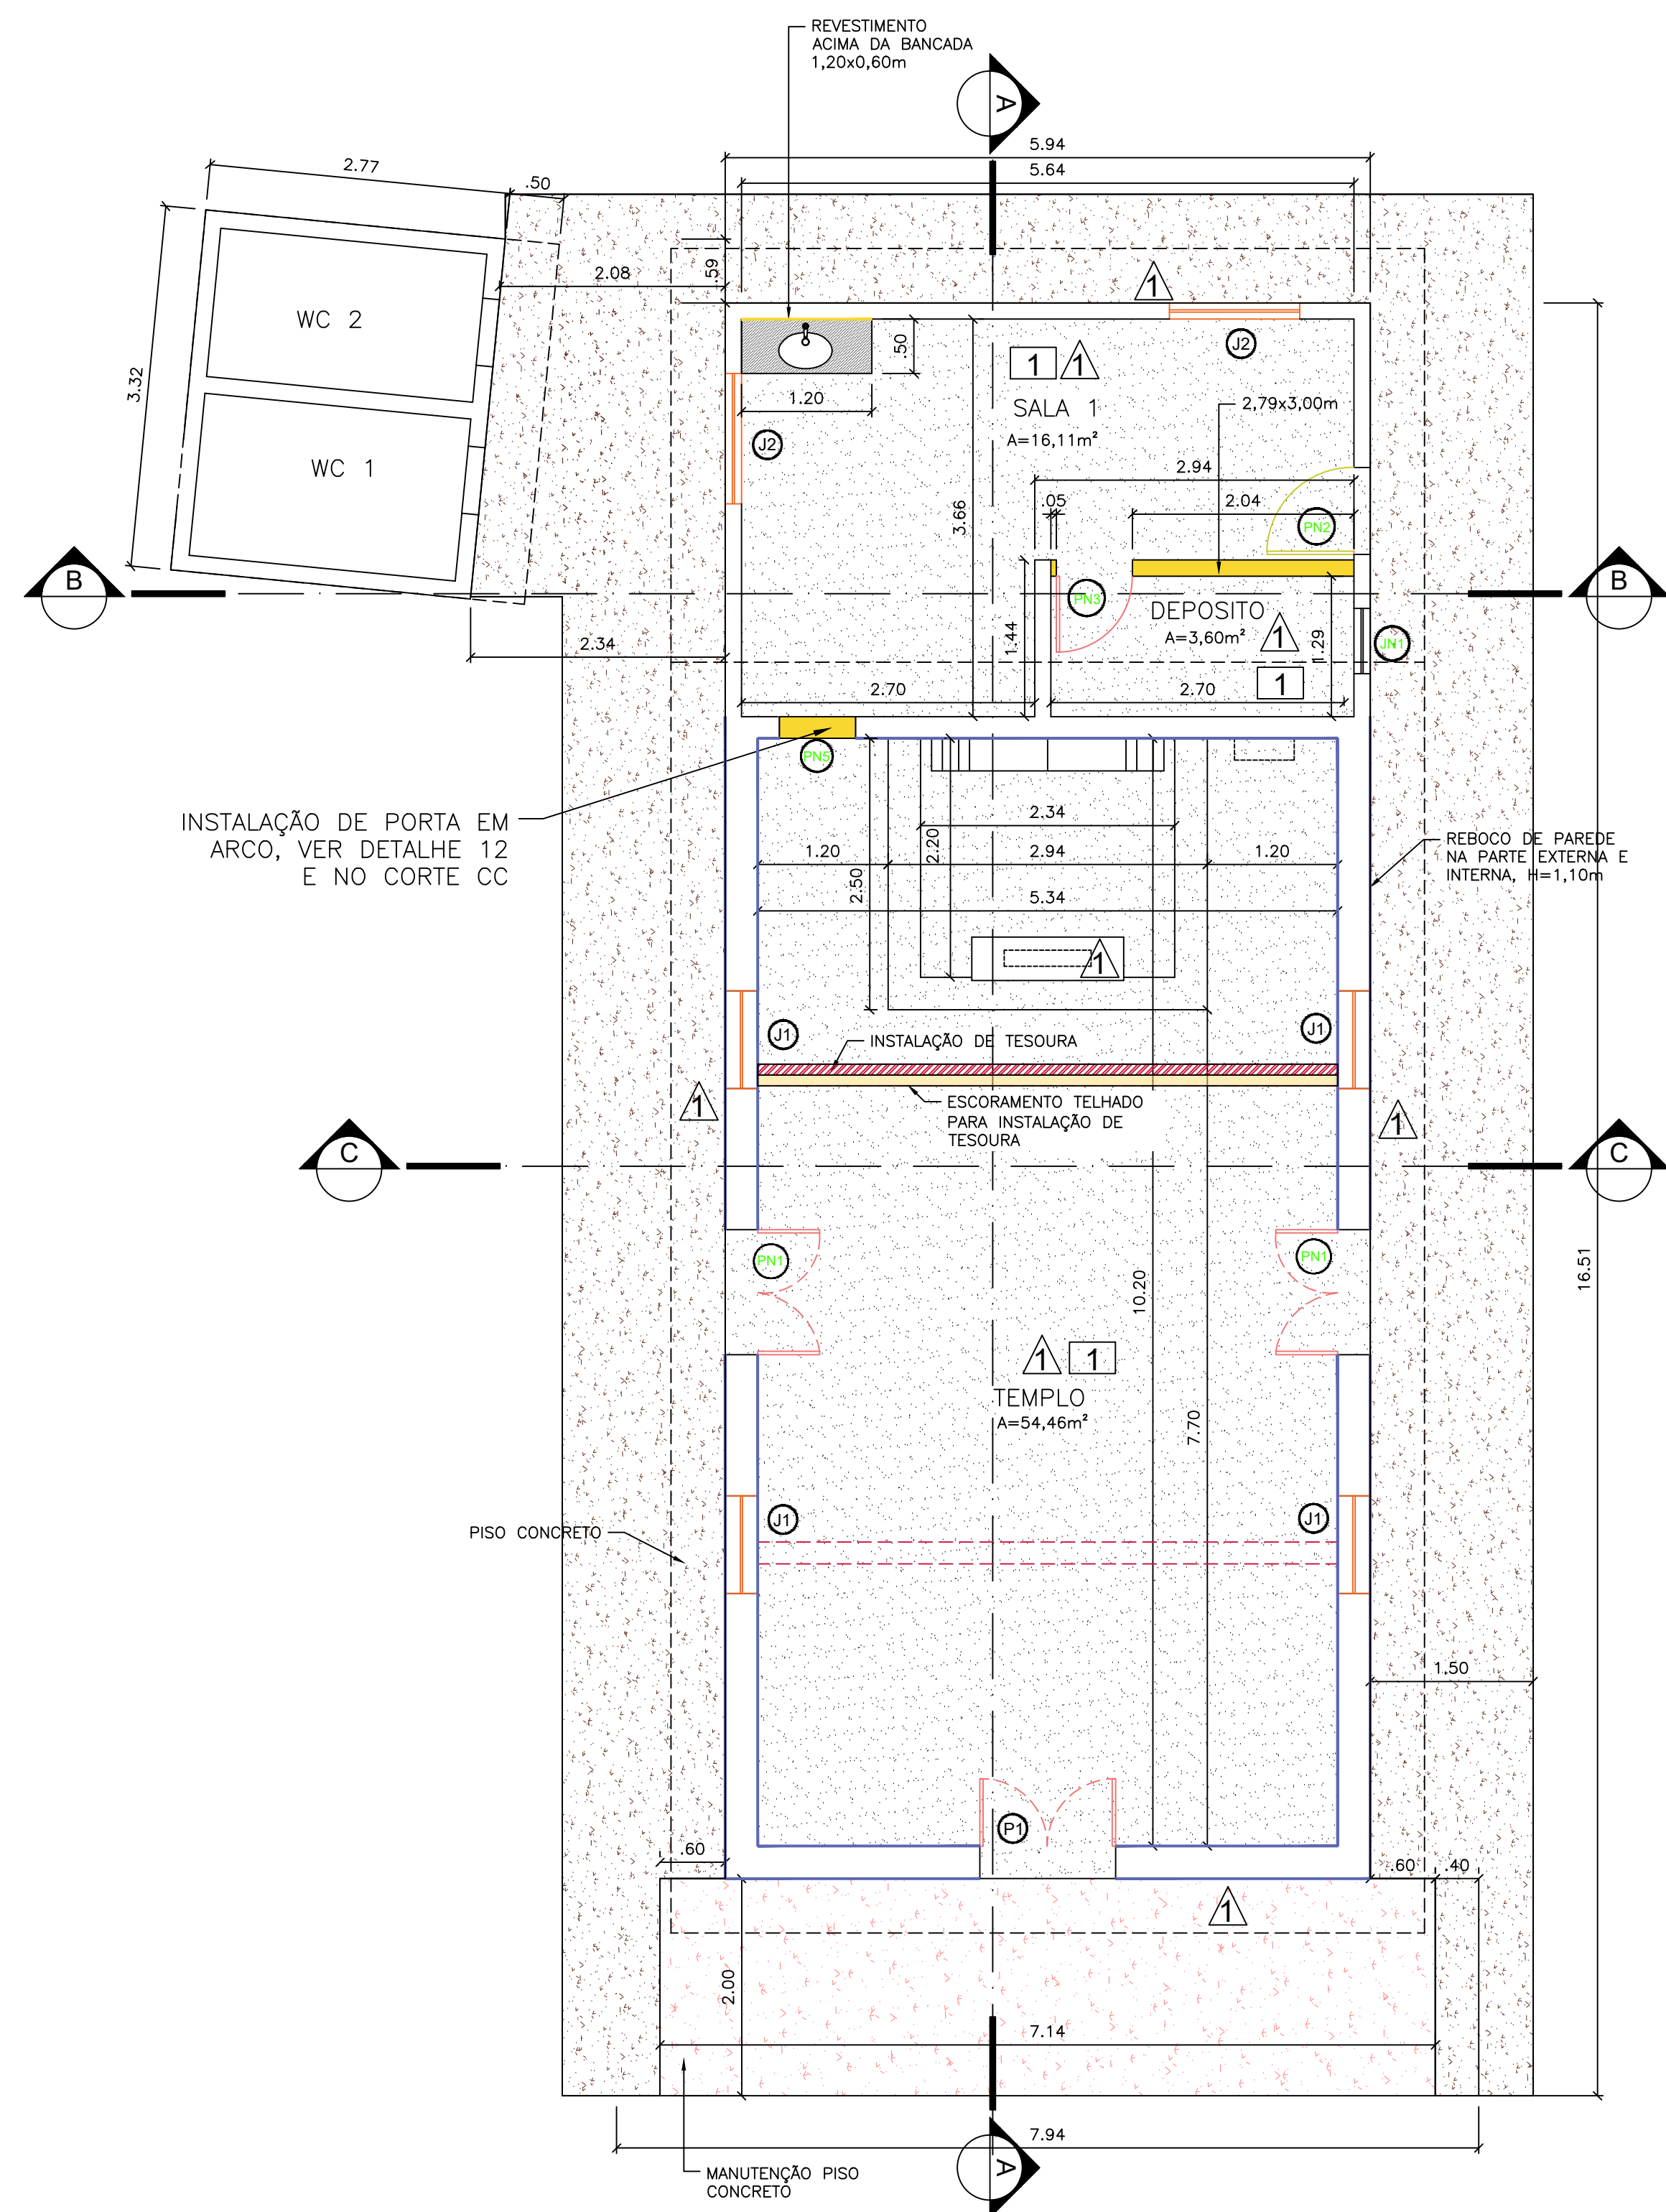 REVESTIMENTO
ACIMA DA BANCADA
1,20x0,60m
A
5.94
5.64
2.77
.50
2.08
.59
3.32
WC 2
WC 1
1
J2
.50
1.20
1 1
SALA 1
A=16,11m²
2,79x3,00m
J2
2.94
.05
2.04
3.66
PN2
B
B
PN3
DEPOSITO
A=3,60m²
1
1.29
JN1
1.44
2.34
1
2.70
2.70
PN5
INSTALAÇÃO DE PORTA EM
ARCO, VER DETALHE 12
E NO CORTE CC
2.34
2.20
1.20
2.94
1.20
2.50
5.34
REBOCO DE PAREDE
NA PARTE EXTERNA E
INTERNA, H=1,10m
1
J1
J1
INSTALAÇÃO DE TESOURA
ESCORAMENTO TELHADO
PARA INSTALAÇÃO DE
TESOURA
1
1
C
C
PN1
PN1
10.20
16.51
1 1
TEMPLO
A=54,46m²
7.70
J1
J1
PISO CONCRETO
1.50
P1
.60
.60
.40
1
2.00
7.14
7.94
A
MANUTENÇÃO PISO
CONCRETO